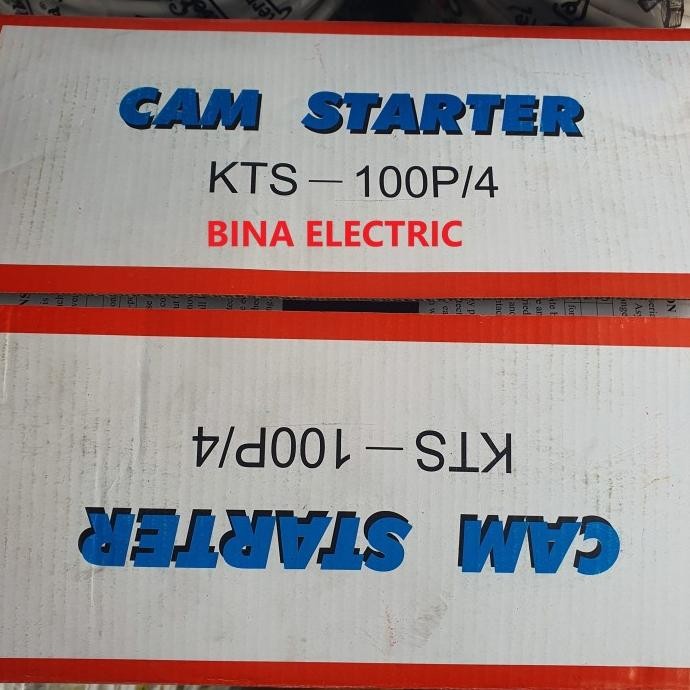 CAM STARTER
KTS – 100P/4
BINA ELECTRIC
KTS – 100P/4
CAM STARTER